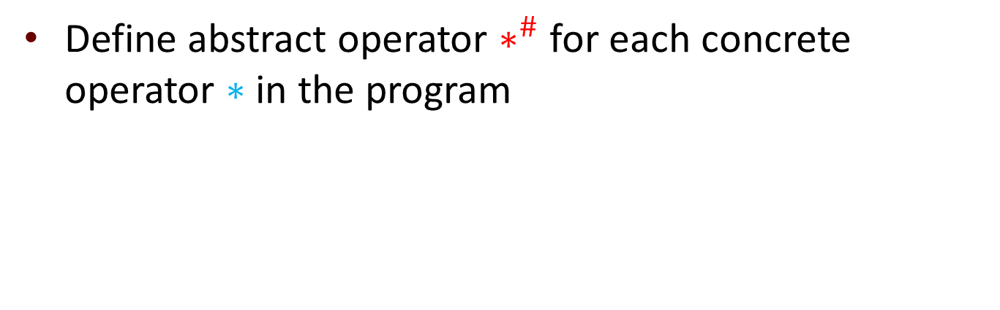 • Define abstract operator *# for each concrete
operator * in the program